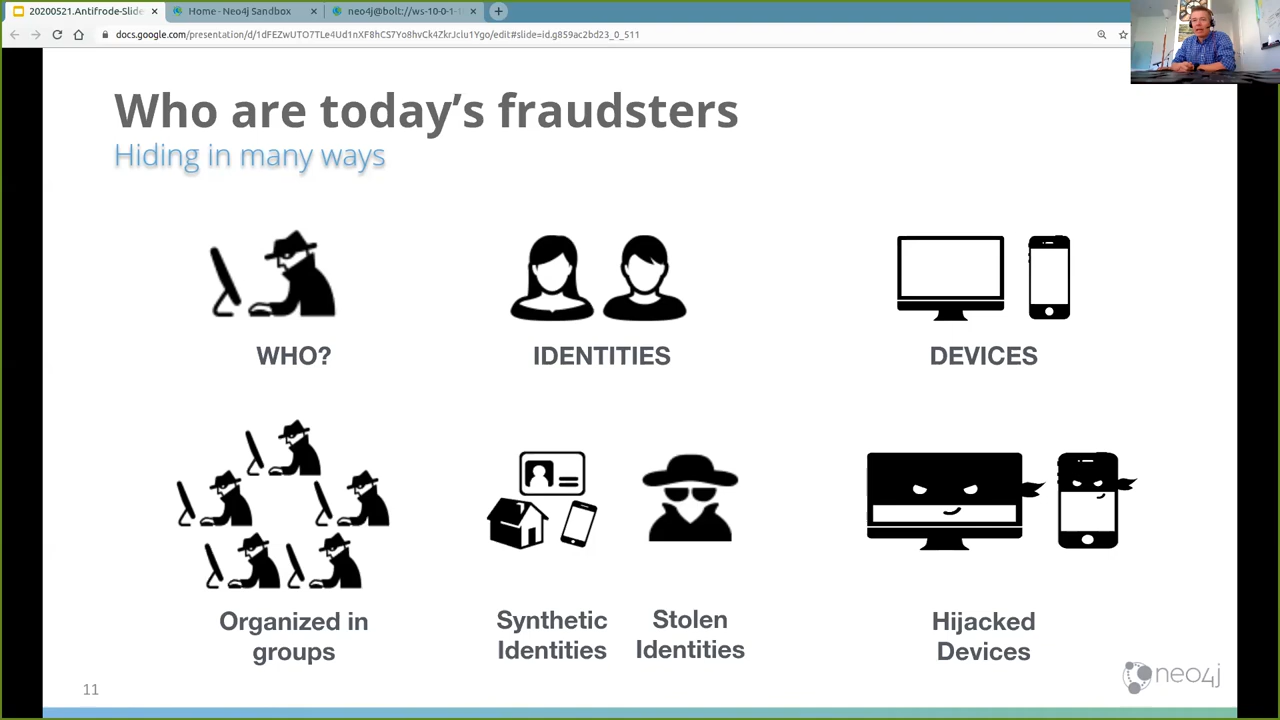 20200521.Antifrode-Slide
Home - Neo4j Sandbox
neo4j@bolt://ws-10-0-1-1
docs.google.com/presentation/d/1dFEZwUTO7TLe4Ud1nXF8hCS7Yo8hvCk4ZkrJclu1Ygo/edit#slide=id.g859ac2bd23_0_511
Who are today's fraudsters
Hiding in many ways
WHO?
IDENTITIES
DEVICES
Organized in
groups
Synthetic
Identities
Stolen
Identities
Hijacked
Devices
11
neo4j